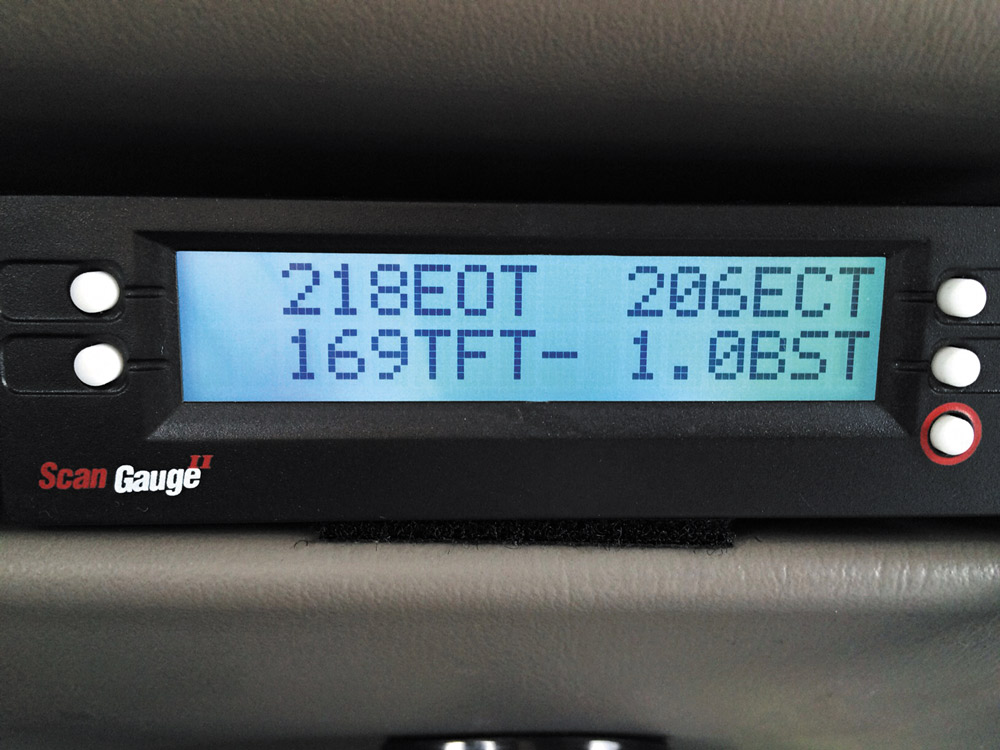 218EOT 206ECT
169TFT- 1.0BST
Scan Gauge II